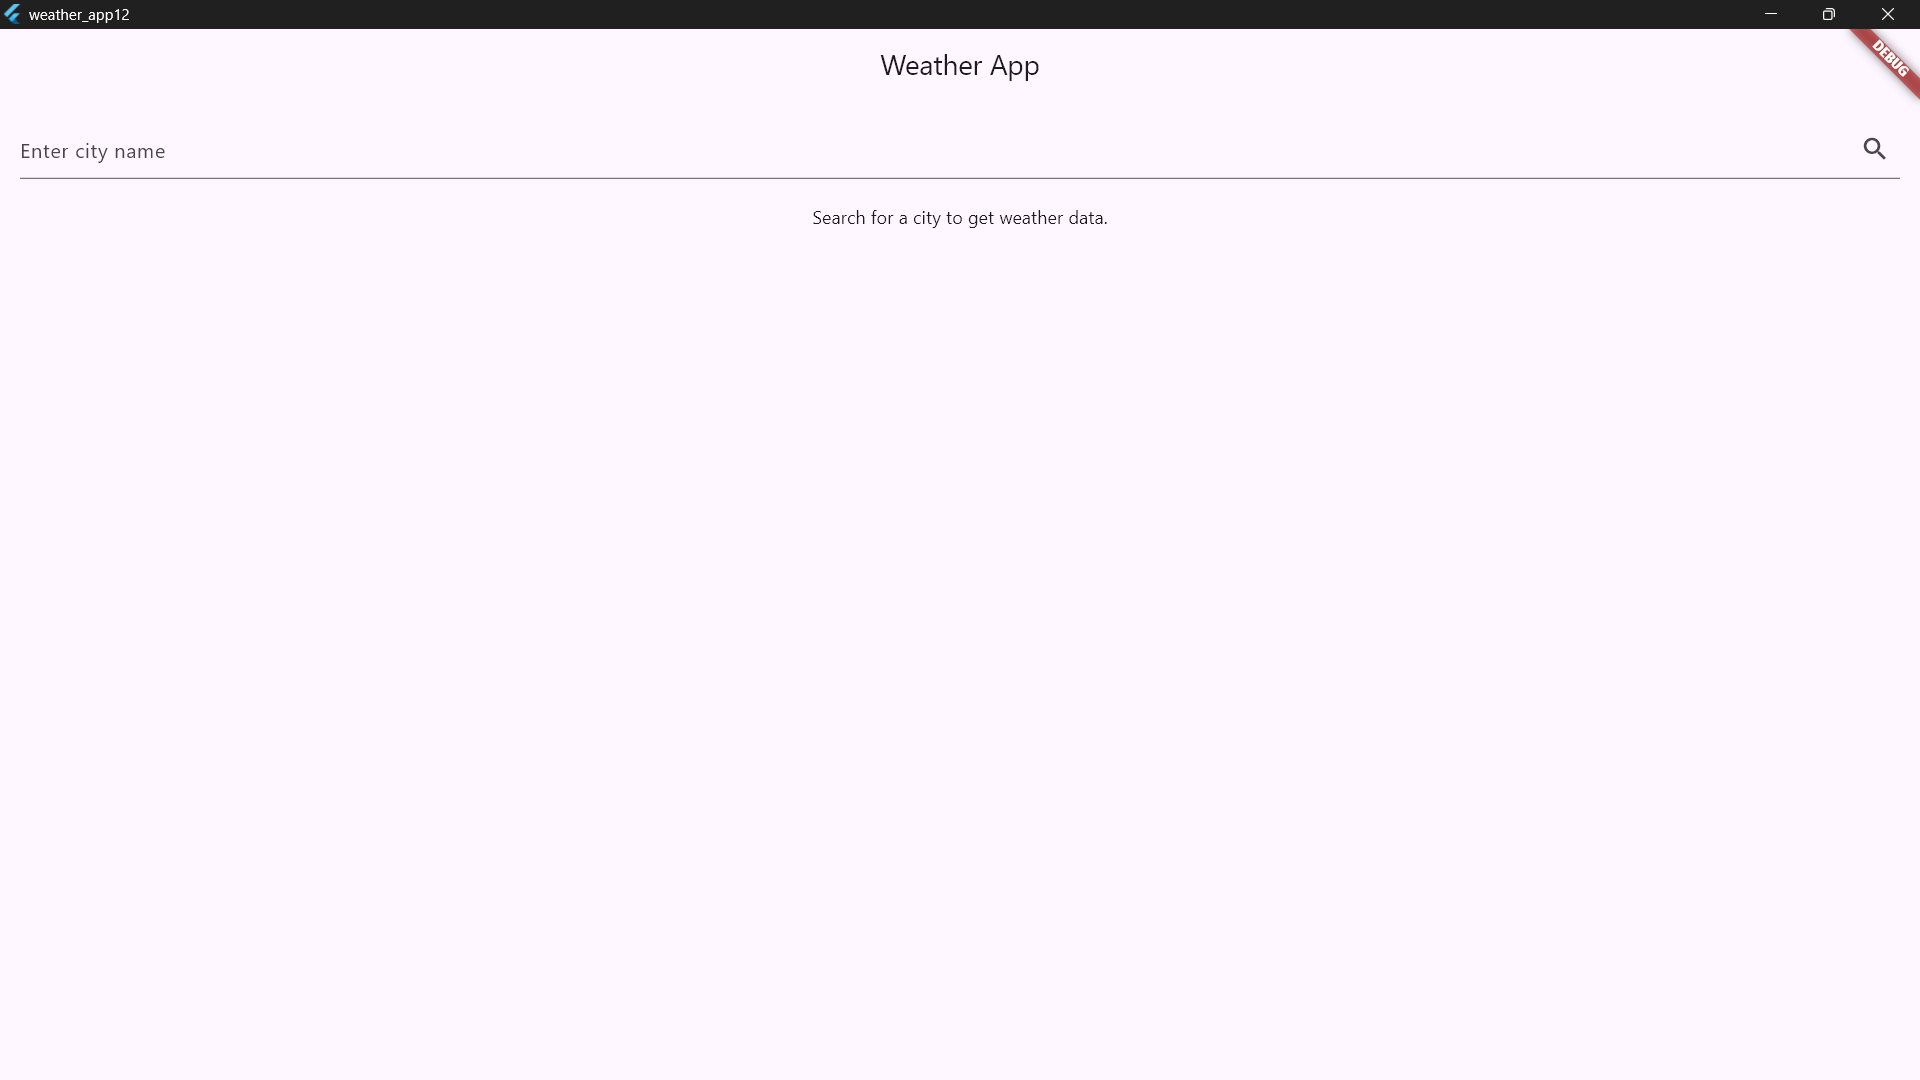 weather_app12
Weather App
DEBUG
Enter city name
Search for a city to get weather data.